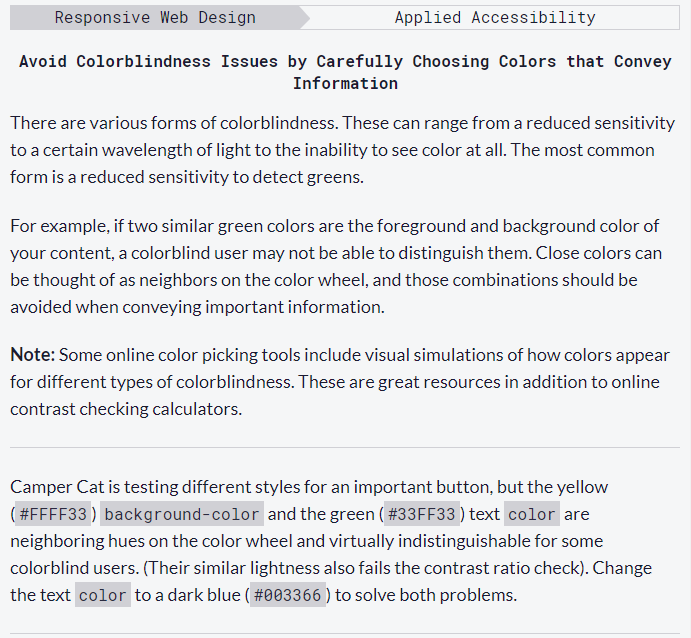 Responsive Web Design
Applied Accessibility
Avoid Colorblindness Issues by Carefully Choosing Colors that Convey
Information
There are various forms of colorblindness. These can range from a reduced sensitivity
to a certain wavelength of light to the inability to see color at all. The most common
form is a reduced sensitivity to detect greens.
For example, if two similar green colors are the foreground and background color of
your content, a colorblind user may not be able to distinguish them. Close colors can
be thought of as neighbors on the color wheel, and those combinations should be
avoided when conveying important information.
Note: Some online color picking tools include visual simulations of how colors appear
for different types of colorblindness. These are great resources in addition to online
contrast checking calculators.
Camper Cat is testing different styles for an important button, but the yellow
(#FFFF33) background-color and the green (#33FF33) text color are
neighboring hues on the color wheel and virtually indistinguishable for some
colorblind users. (Their similar lightness also fails the contrast ratio check). Change
the text color to a dark blue (#003366) to solve both problems.